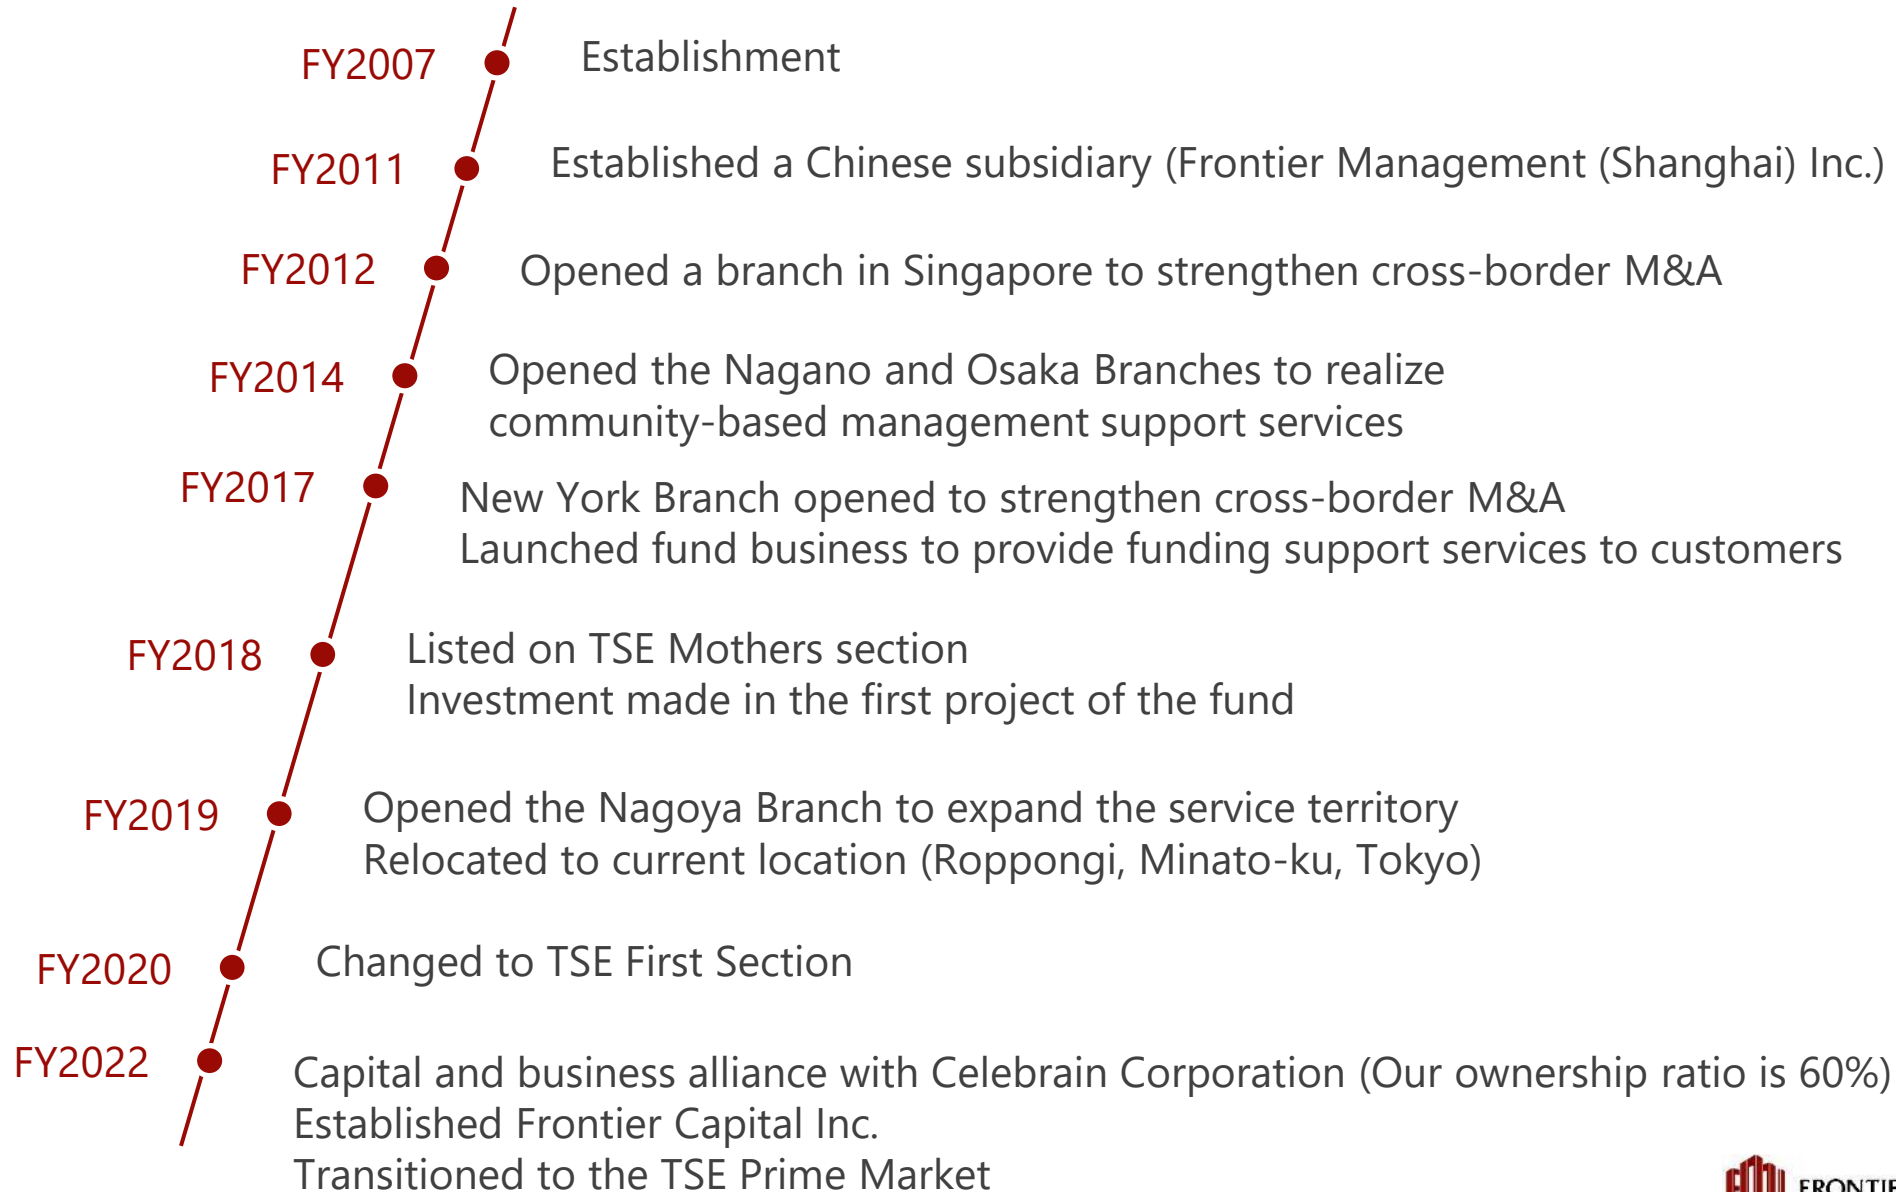 FY2007
Establishment
FY2011
Established a Chinese subsidiary (Frontier Management (Shanghai) Inc.)
FY2012
Opened a branch in Singapore to strengthen cross-border M&A
FY2014
Opened the Nagano and Osaka Branches to realize
community-based management support services
FY2017
New York Branch opened to strengthen cross-border M&A
Launched fund business to provide funding support services to customers
FY2018
Listed on TSE Mothers section
Investment made in the first project of the fund
FY2019
Opened the Nagoya Branch to expand the service territory
Relocated to current location (Roppongi, Minato-ku, Tokyo)
FY2020
Changed to TSE First Section
FY2022
Capital and business alliance with Celebrain Corporation (Our ownership ratio is 60%)
Established Frontier Capital Inc.
Transitioned to the TSE Prime Market